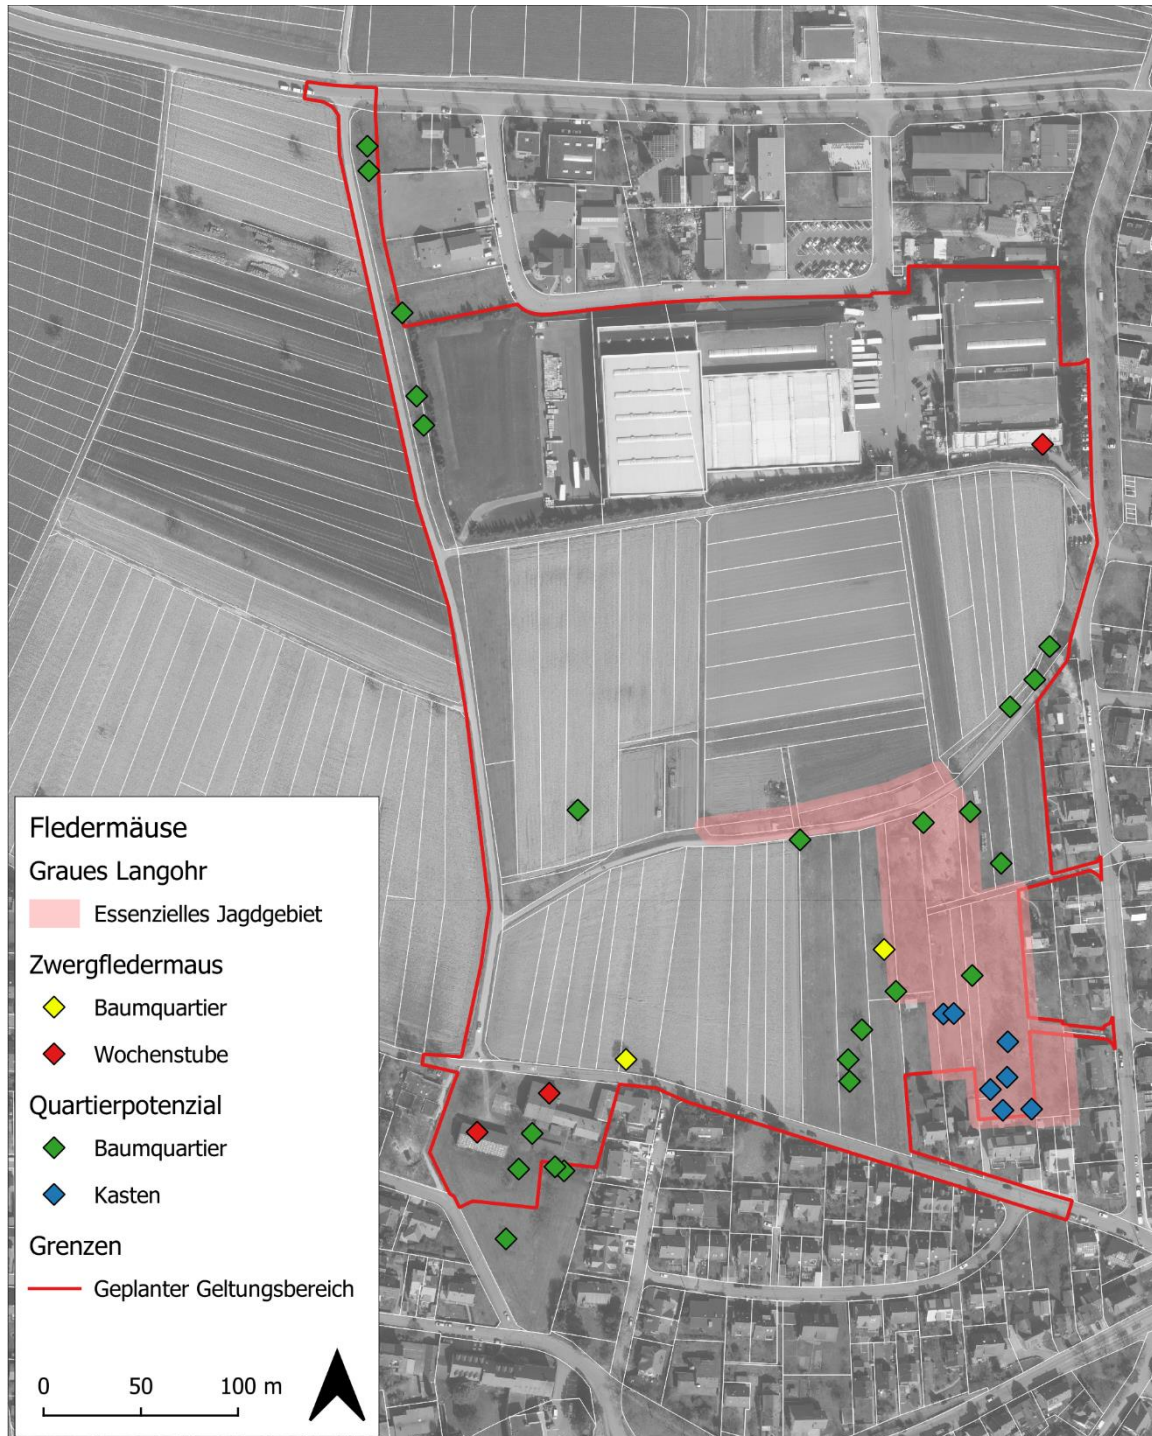 Fledermäuse
Graues Langohr
Essenzielles Jagdgebiet
Zwergfledermaus
Baumquartier
Wochenstube
Quartierpotenzial
Baumquartier
Kasten
Grenzen
Geplanter Geltungsbereich
0 50 100 m